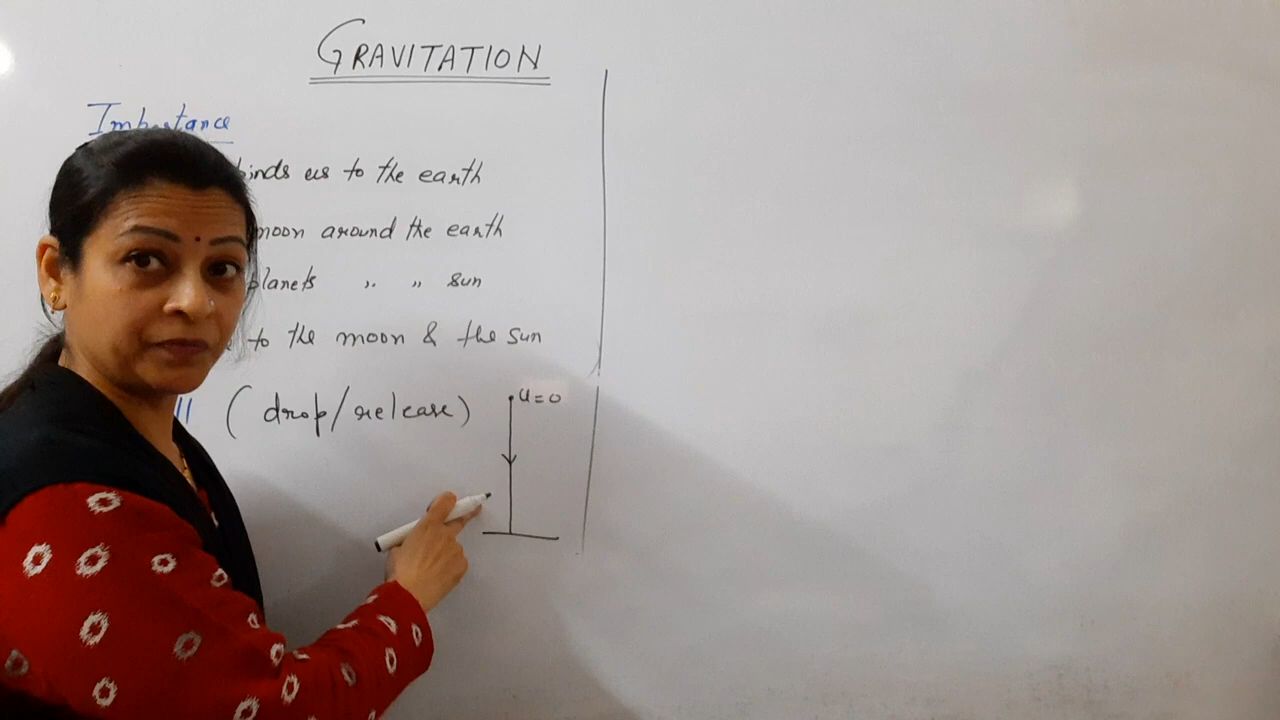 GRAVITATION
Importance
binds us to the earth
moon around the earth
planets " " sun
to the moon & the sun
(drop/release) u=0